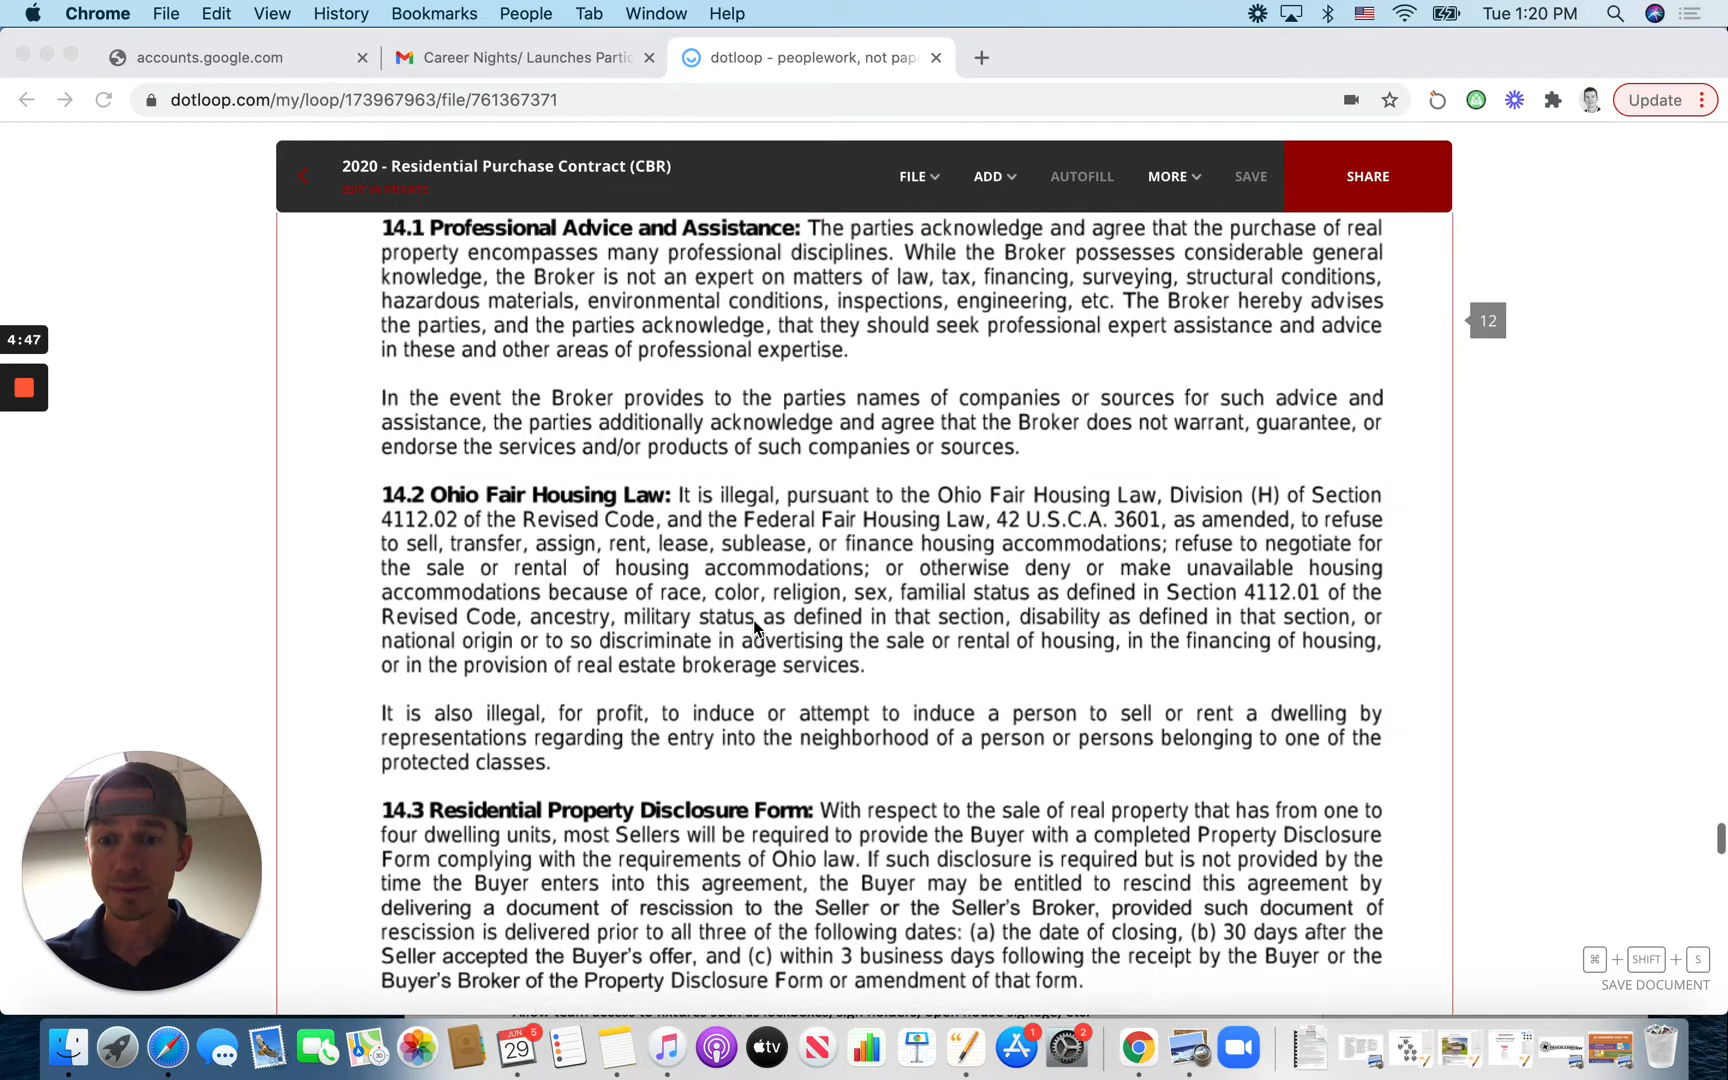 Chrome File Edit View History Bookmarks People Tab Window Help Tue 1:20 PM
accounts.google.com
Career Nights/ Launches Partic
dotloop - peoplework, not pap
dotloop.com/my/loop/173967963/file/761367371
Update
2020 - Residential Purchase Contract (CBR)
FILE ADD AUTOFILL MORE SAVE SHARE
14.1 Professional Advice and Assistance: The parties acknowledge and agree that the purchase of real
property encompasses many professional disciplines. While the Broker possesses considerable general
knowledge, the Broker is not an expert on matters of law, tax, financing, surveying, structural conditions,
hazardous materials, environmental conditions, inspections, engineering, etc. The Broker hereby advises
the parties, and the parties acknowledge, that they should seek professional expert assistance and advice
in these and other areas of professional expertise.
12
4:47
In the event the Broker provides to the parties names of companies or sources for such advice and
assistance, the parties additionally acknowledge and agree that the Broker does not warrant, guarantee, or
endorse the services and/or products of such companies or sources.
14.2 Ohio Fair Housing Law: It is illegal, pursuant to the Ohio Fair Housing Law, Division (H) of Section
4112.02 of the Revised Code, and the Federal Fair Housing Law, 42 U.S.C.A. 3601, as amended, to refuse
to sell, transfer, assign, rent, lease, sublease, or finance housing accommodations; refuse to negotiate for
the sale or rental of housing accommodations; or otherwise deny or make unavailable housing
accommodations because of race, color, religion, sex, familial status as defined in Section 4112.01 of the
Revised Code, ancestry, military status as defined in that section, disability as defined in that section, or
national origin or to so discriminate in advertising the sale or rental of housing, in the financing of housing,
or in the provision of real estate brokerage services.
It is also illegal, for profit, to induce or attempt to induce a person to sell or rent a dwelling by
representations regarding the entry into the neighborhood of a person or persons belonging to one of the
protected classes.
14.3 Residential Property Disclosure Form: With respect to the sale of real property that has from one to
four dwelling units, most Sellers will be required to provide the Buyer with a completed Property Disclosure
Form complying with the requirements of Ohio law. If such disclosure is required but is not provided by the
time the Buyer enters into this agreement, the Buyer may be entitled to rescind this agreement by
delivering a document of rescission to the Seller or the Seller's Broker, provided such document of
rescission is delivered prior to all three of the following dates: (a) the date of closing, (b) 30 days after the
Seller accepted the Buyer's offer, and (c) within 3 business days following the receipt by the Buyer or the
Buyer's Broker of the Property Disclosure Form or amendment of that form.
⌘ + SHIFT + S
SAVE DOCUMENT
JUN 29
5
tv
1
2